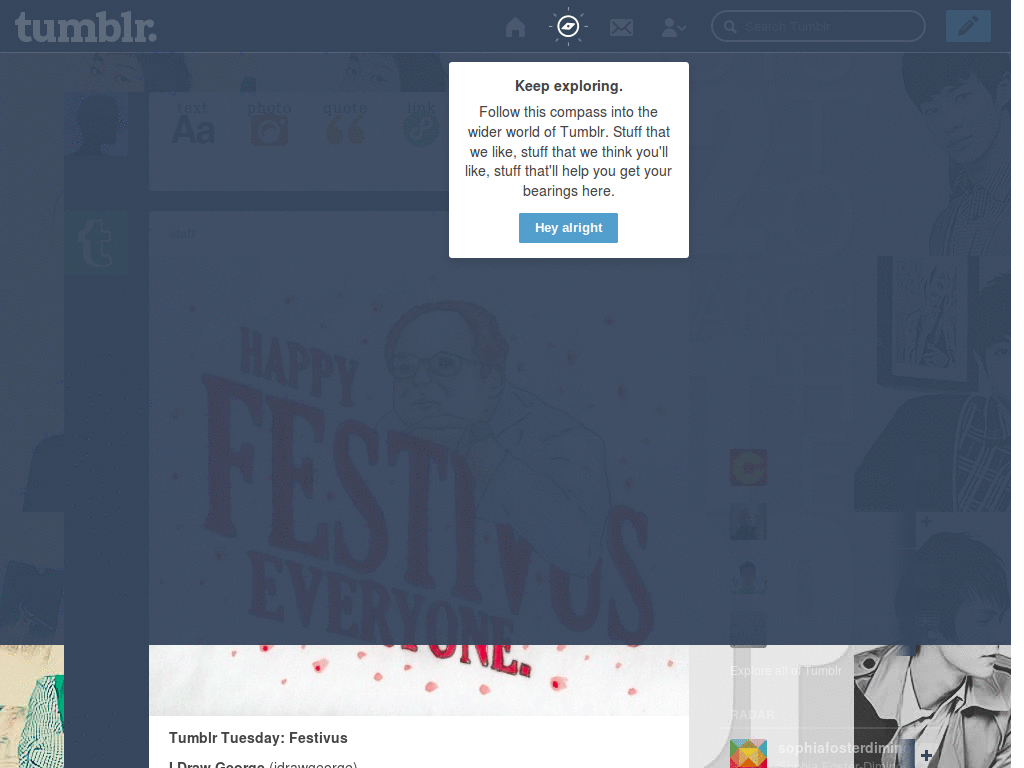 tumblr.
Search Tumblr
Keep exploring.
Follow this compass into the
wider world of Tumblr. Stuff that
we like, stuff that we think you'll
like, stuff that'll help you get your
bearings here.
Hey alright
text
photo
quote
link
Aa
staff
HAPPY
FESTIVUS
EVERYONE.
Explore all of Tumblr
RADAR
sophiafosterdimino
Sophia Foster-Dimino
Tumblr Tuesday: Festivus
I Draw George (idrawgeorge)